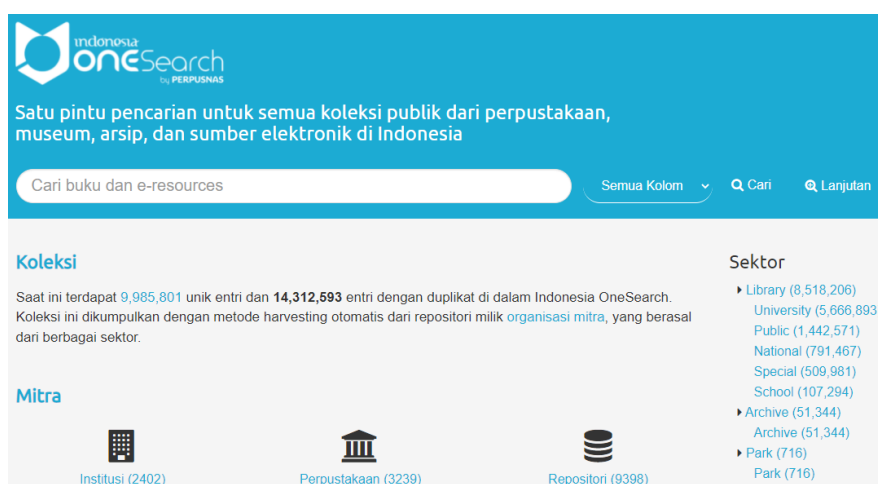 indonesia
oneSearch
by PERPUSNAS
Satu pintu pencarian untuk semua koleksi publik dari perpustakaan,
museum, arsip, dan sumber elektronik di Indonesia
Cari buku dan e-resources
Semua Kolom
Cari
Lanjutan
Koleksi
Saat ini terdapat 9,985,801 unik entri dan 14,312,593 entri dengan duplikat di dalam Indonesia OneSearch.
Koleksi ini dikumpulkan dengan metode harvesting otomatis dari repositori milik organisasi mitra, yang berasal
dari berbagai sektor.
Mitra
Institusi (2402)
Perpustakaan (3239)
Repositori (9398)
Sektor
Library (8,518,206)
University (5,666,893
Public (1,442,571)
National (791,467)
Special (509,981)
School (107,294)
Archive (51,344)
Archive (51,344)
Park (716)
Park (716)